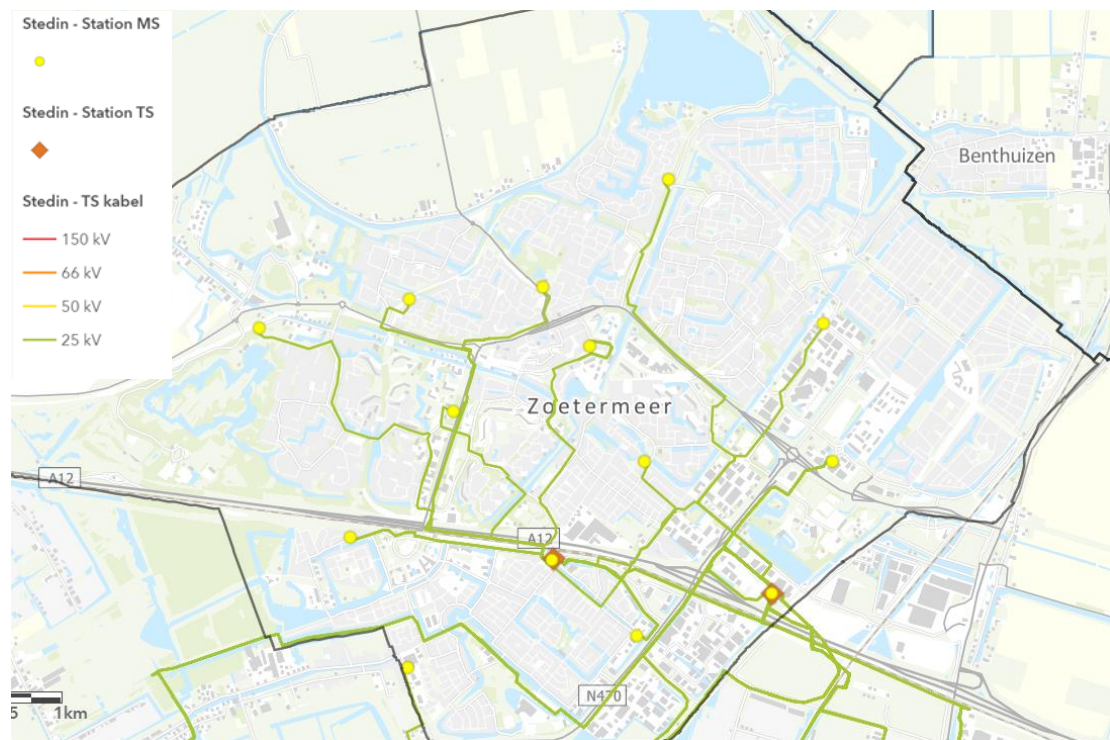 Stedin - Station MS
Stedin - Station TS
Stedin - TS kabel
150 kV
66 kV
50 kV
25 kV
Benthuizen
Zoetermeer
A12
A12
N470
5 1km